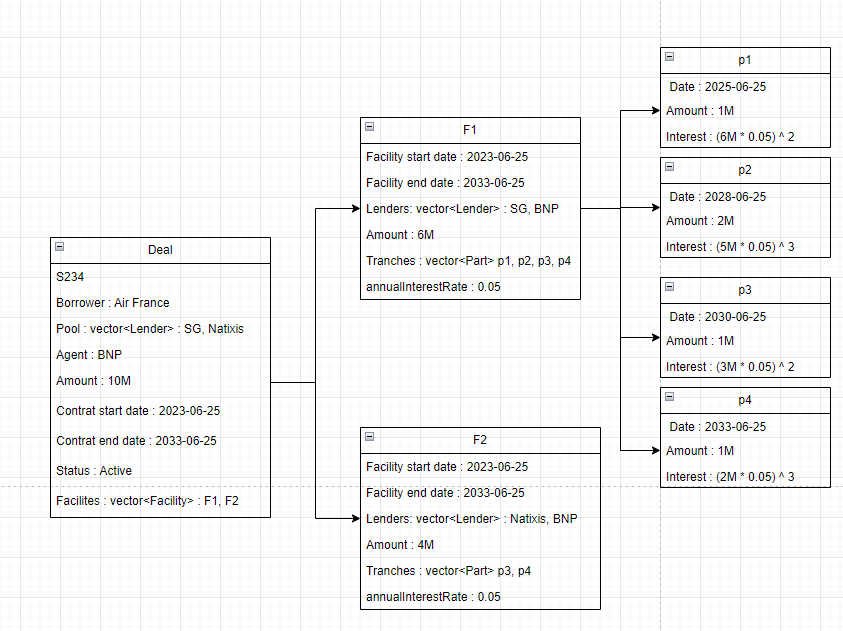 Deal
S234
Borrower : Air France
Pool : vector<Lender> : SG, Natixis
Agent : BNP
Amount : 10M
Contrat start date : 2023-06-25
Contrat end date : 2033-06-25
Status : Active
Facilites : vector<Facility> : F1, F2
F1
Facility start date : 2023-06-25
Facility end date : 2033-06-25
Lenders: vector<Lender> : SG, BNP
Amount : 6M
Tranches : vector<Part> p1, p2, p3, p4
annualInterestRate : 0.05
F2
Facility start date : 2023-06-25
Facility end date : 2033-06-25
Lenders: vector<Lender> : Natixis, BNP
Amount : 4M
Tranches : vector<Part> p3, p4
annualInterestRate : 0.05
p1
Date : 2025-06-25
Amount : 1M
Interest : (6M * 0.05) ^ 2
p2
Date : 2028-06-25
Amount : 2M
Interest : (5M * 0.05) ^ 3
p3
Date : 2030-06-25
Amount : 1M
Interest : (3M * 0.05) ^ 2
p4
Date : 2033-06-25
Amount : 1M
Interest : (2M * 0.05) ^ 3